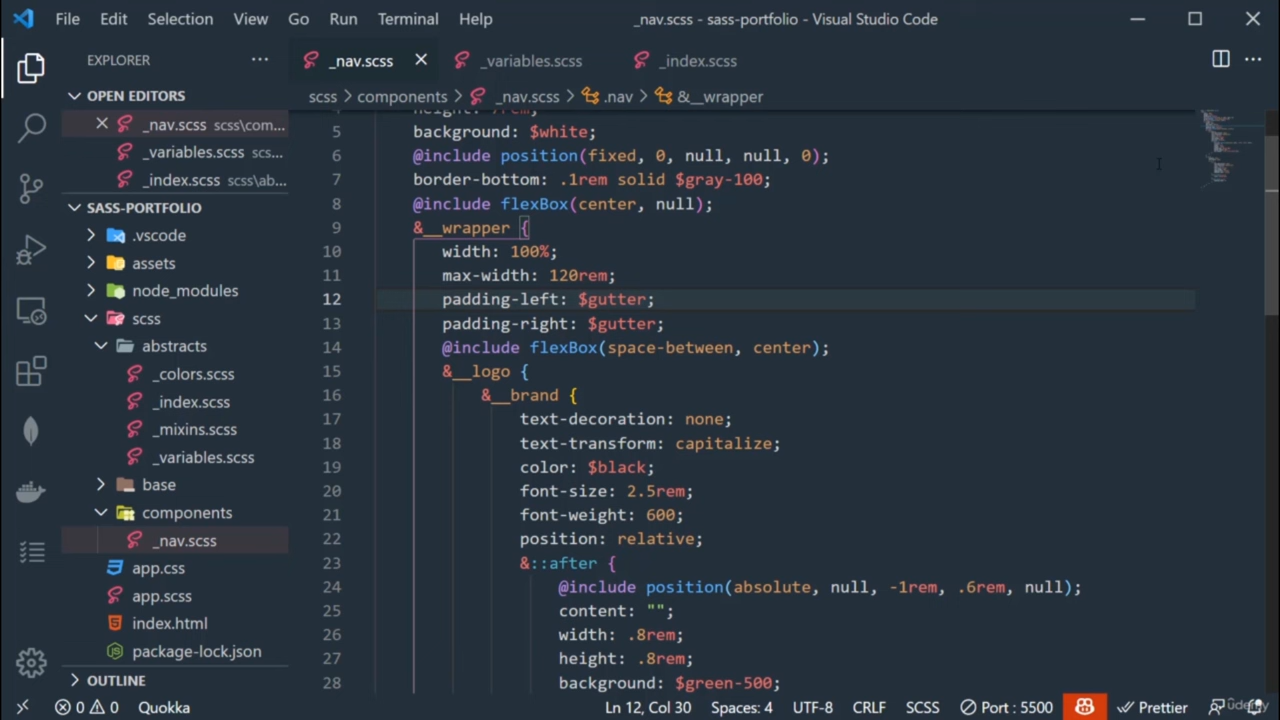 File Edit Selection View Go Run Terminal Help _nav.scss - sass-portfolio - Visual Studio Code
EXPLORER
OPEN EDITORS
_nav.scss scss\com...
_variables.scss scs...
_index.scss scss\ab...
SASS-PORTFOLIO
.vscode
assets
node_modules
scss
abstracts
_colors.scss
_index.scss
_mixins.scss
_variables.scss
base
components
_nav.scss
app.css
app.scss
index.html
package-lock.json
OUTLINE
_nav.scss _variables.scss _index.scss
scss > components > _nav.scss > .nav > &__wrapper
5 background: $white;
6 @include position(fixed, 0, null, null, 0);
7 border-bottom: .1rem solid $gray-100;
8 @include flexBox(center, null);
9 &__wrapper {
10 width: 100%;
11 max-width: 120rem;
12 padding-left: $gutter;
13 padding-right: $gutter;
14 @include flexBox(space-between, center);
15 &__logo {
16 &__brand {
17 text-decoration: none;
18 text-transform: capitalize;
19 color: $black;
20 font-size: 2.5rem;
21 font-weight: 600;
22 position: relative;
23 &::after {
24 @include position(absolute, null, -1rem, .6rem, null);
25 content: "";
26 width: .8rem;
27 height: .8rem;
28 background: $green-500;
0 0 Quokka Ln 12, Col 30 Spaces: 4 UTF-8 CRLF SCSS Port : 5500 Prettier